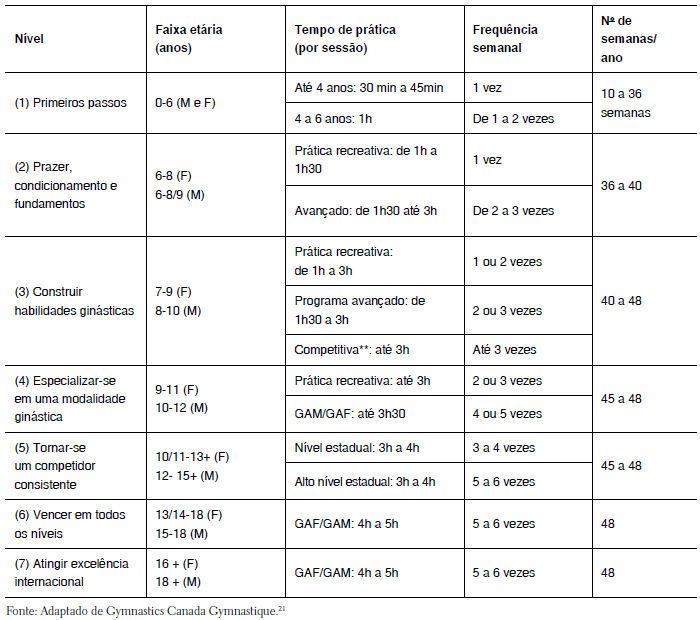 Nível
Faixa etária
(anos)
Tempo de prática
(por sessão)
Frequência
semanal
Nº de
semanas/
ano
(1) Primeiros passos
0-6 (M e F)
Até 4 anos: 30 min a 45min
1 vez
4 a 6 anos: 1h
De 1 a 2 vezes
10 a 36
semanas
(2) Prazer,
condicionamento e
fundamentos
6-8 (F)
6-8/9 (M)
Prática recreativa: de 1h a
1h30
1 vez
Avançado: de 1h30 até 3h
De 2 a 3 vezes
36 a 40
(3) Construir
habilidades ginásticas
7-9 (F)
8-10 (M)
Prática recreativa:
de 1h a 3h
1 ou 2 vezes
Programa avançado: de
1h30 a 3h
2 ou 3 vezes
Competitiva**: até 3h
Até 3 vezes
40 a 48
(4) Especializar-se
em uma modalidade
ginástica
9-11 (F)
10-12 (M)
Prática recreativa: até 3h
2 ou 3 vezes
GAM/GAF: até 3h30
4 ou 5 vezes
45 a 48
(5) Tornar-se
um competidor
consistente
10/11-13+ (F)
12- 15+ (M)
Nível estadual: 3h a 4h
3 a 4 vezes
Alto nível estadual: 3h a 4h
5 a 6 vezes
45 a 48
(6) Vencer em todos
os níveis
13/14-18 (F)
15-18 (M)
GAF/GAM: 4h a 5h
5 a 6 vezes
48
(7) Atingir excelência
internacional
16 + (F)
18 + (M)
GAF/GAM: 4h a 5h
5 a 6 vezes
48
Fonte: Adaptado de Gymnastics Canada Gymnastique.²¹